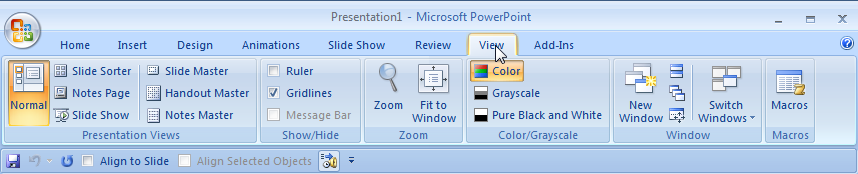 Presentation1 - Microsoft PowerPoint
Home Insert Design Animations Slide Show Review View Add-Ins
Normal
Slide Sorter
Notes Page
Slide Show
Slide Master
Handout Master
Notes Master
Presentation Views
Ruler
Gridlines
Message Bar
Show/Hide
Zoom
Fit to
Window
Zoom
Color
Grayscale
Pure Black and White
Color/Grayscale
New
Window
Switch
Windows
Window
Macros
Macros
Align to Slide Align Selected Objects